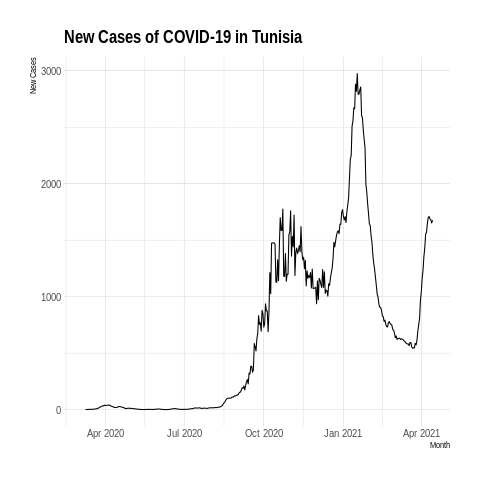 New Cases of COVID-19 in Tunisia
New Cases
3000
2000
1000
0
Apr 2020 Jul 2020 Oct 2020 Jan 2021 Apr 2021
Month